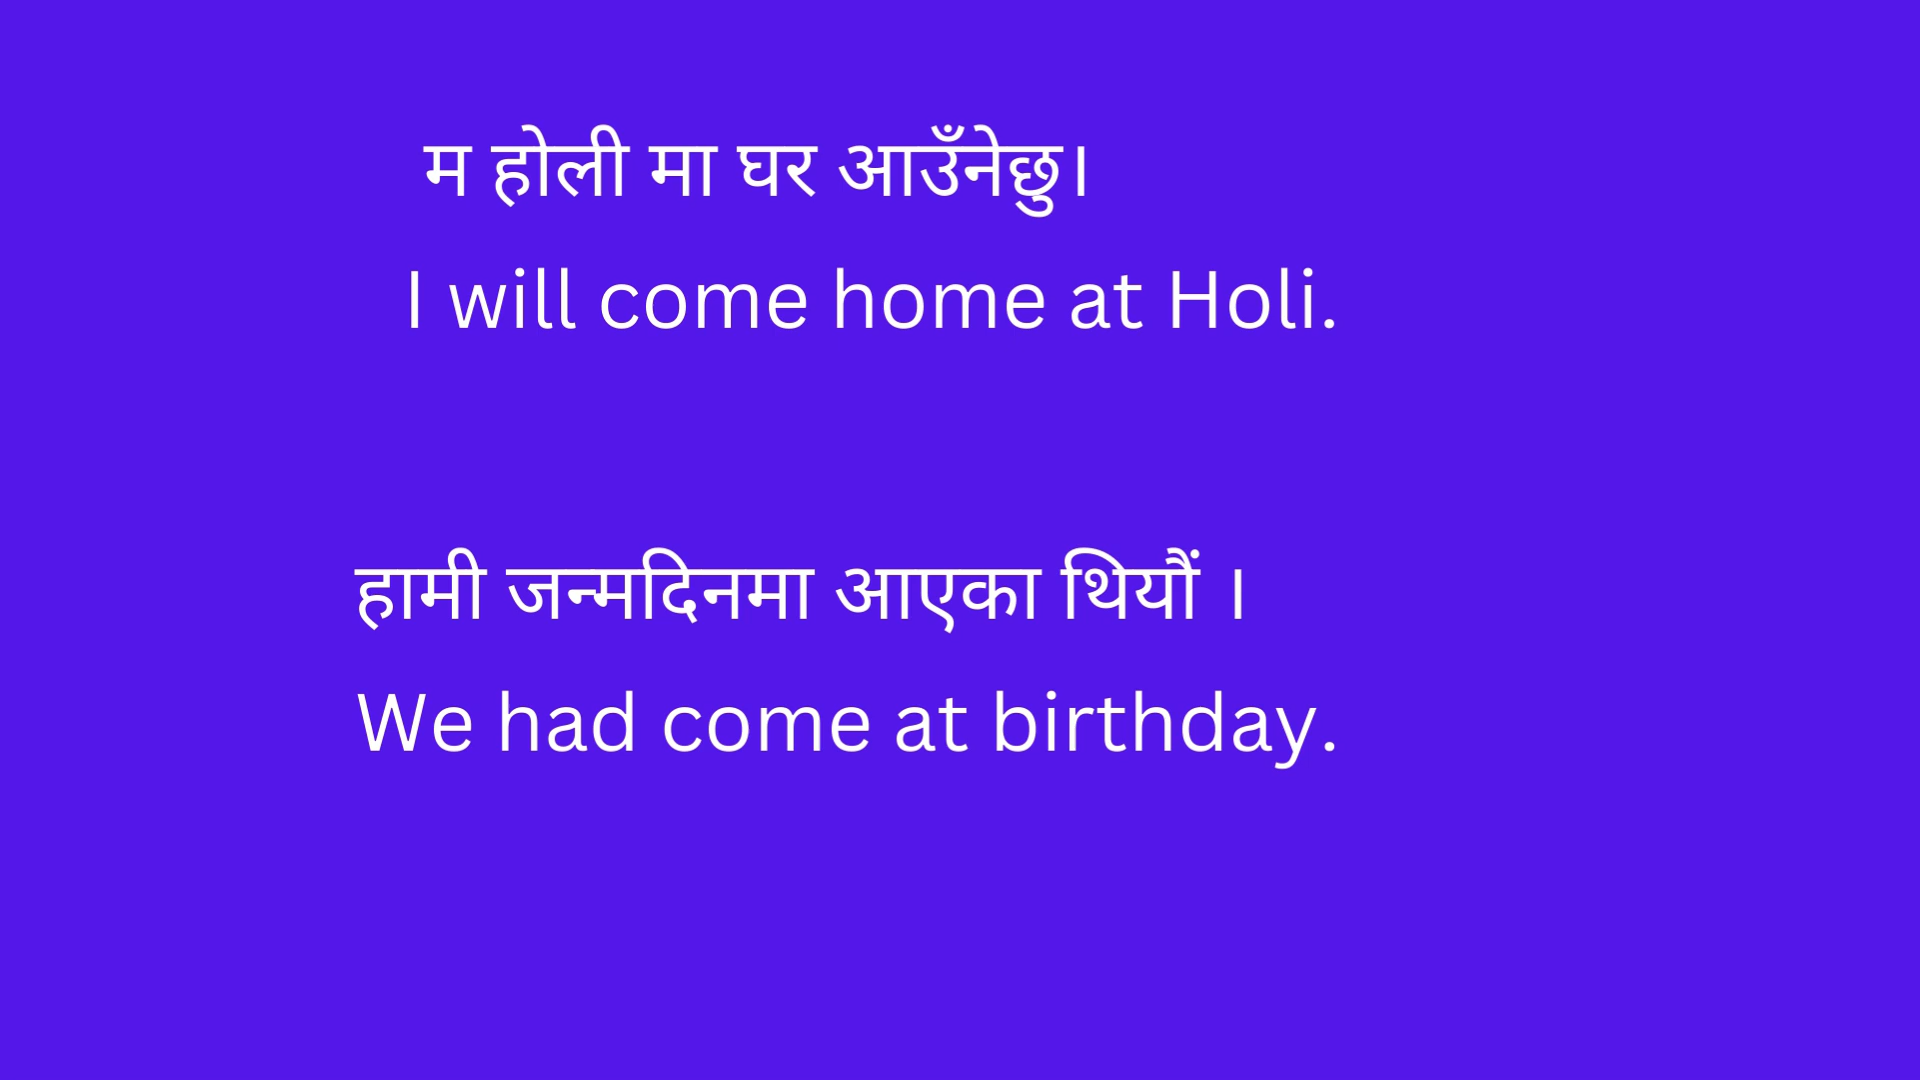 म होली मा घर आउँनेछु।
I will come home at Holi.
हामी जन्मदिनमा आएका थियौं ।
We had come at birthday.